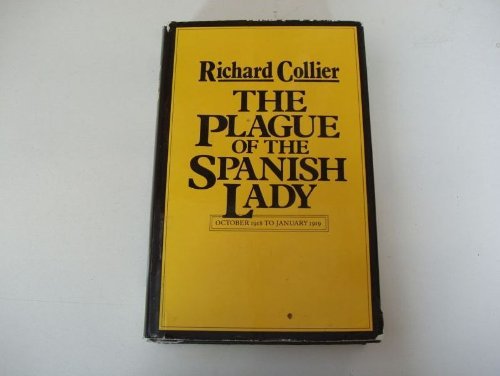 Richard Collier
THE
PLAGUE
OF THE
SPANISH
LADY
OCTOBER 1918 TO JANUARY 1919